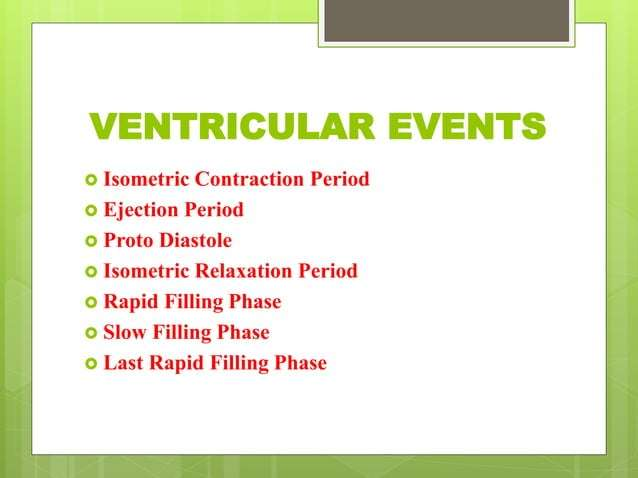 VENTRICULAR EVENTS
Isometric Contraction Period
Ejection Period
Proto Diastole
Isometric Relaxation Period
Rapid Filling Phase
Slow Filling Phase
Last Rapid Filling Phase